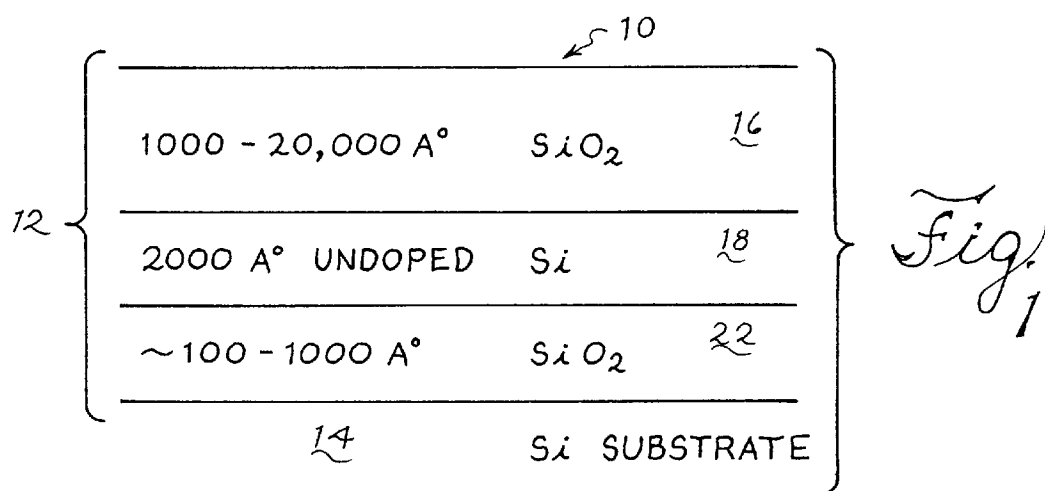 10
1000 - 20,000 A° SiO2 16
12
2000 A° UNDOPED Si 18
~100 - 1000 A° SiO2 22
14 Si SUBSTRATE
Fig. 1